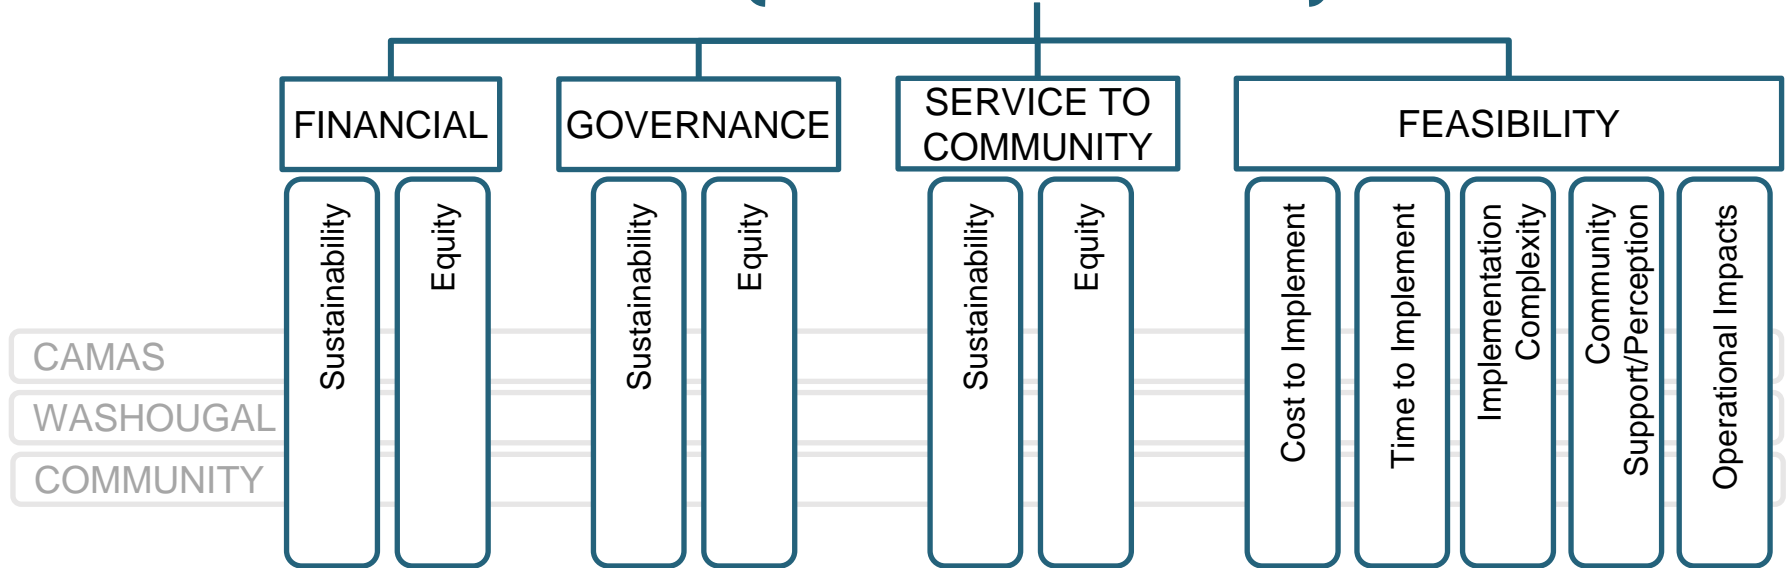 FINANCIAL
GOVERNANCE
SERVICE TO
COMMUNITY
FEASIBILITY
Sustainability
Equity
Sustainability
Equity
Sustainability
Equity
Cost to Implement
Time to Implement
Implementation
Complexity
Community
Support/Perception
Operational Impacts
CAMAS
WASHOUGAL
COMMUNITY